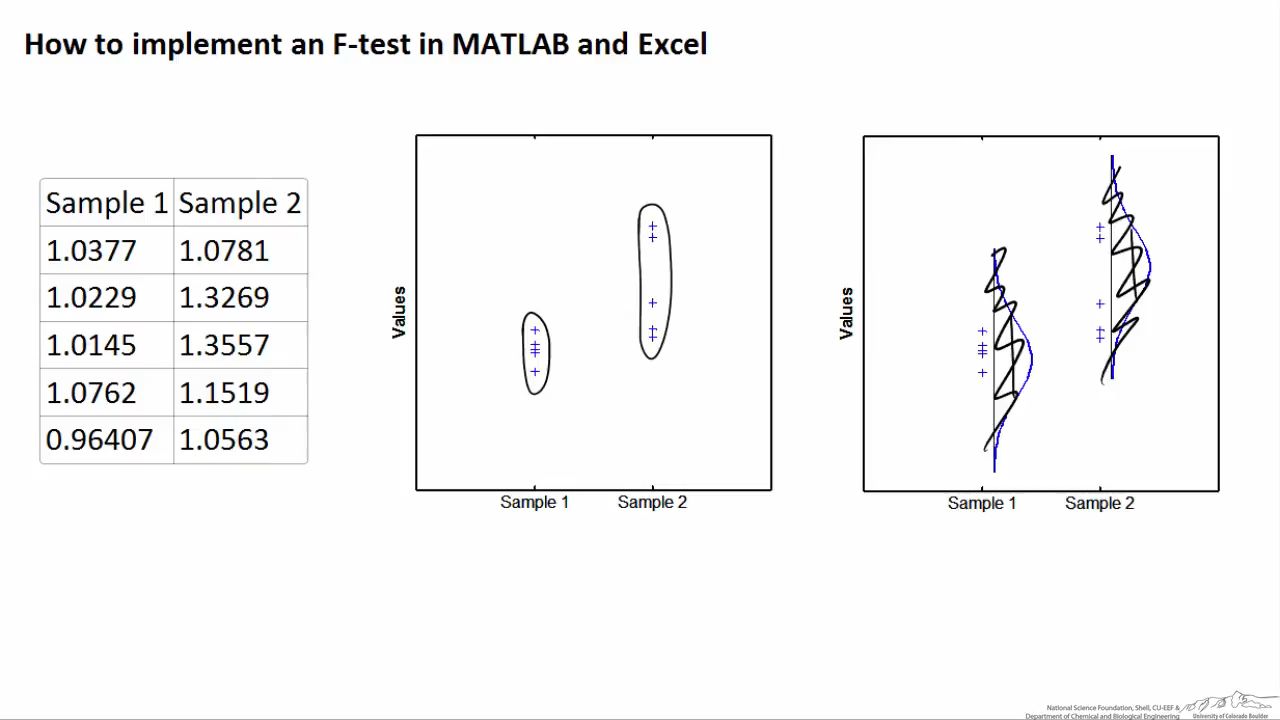 How to implement an F-test in MATLAB and Excel
Sample 1 Sample 2
1.0377 1.0781
1.0229 1.3269
1.0145 1.3557
1.0762 1.1519
0.96407 1.0563
Values
Sample 1 Sample 2
Values
Sample 1 Sample 2
National Science Foundation, Shell, CU-EEF &
Department of Chemical and Biological Engineering
University of Colorado Boulder